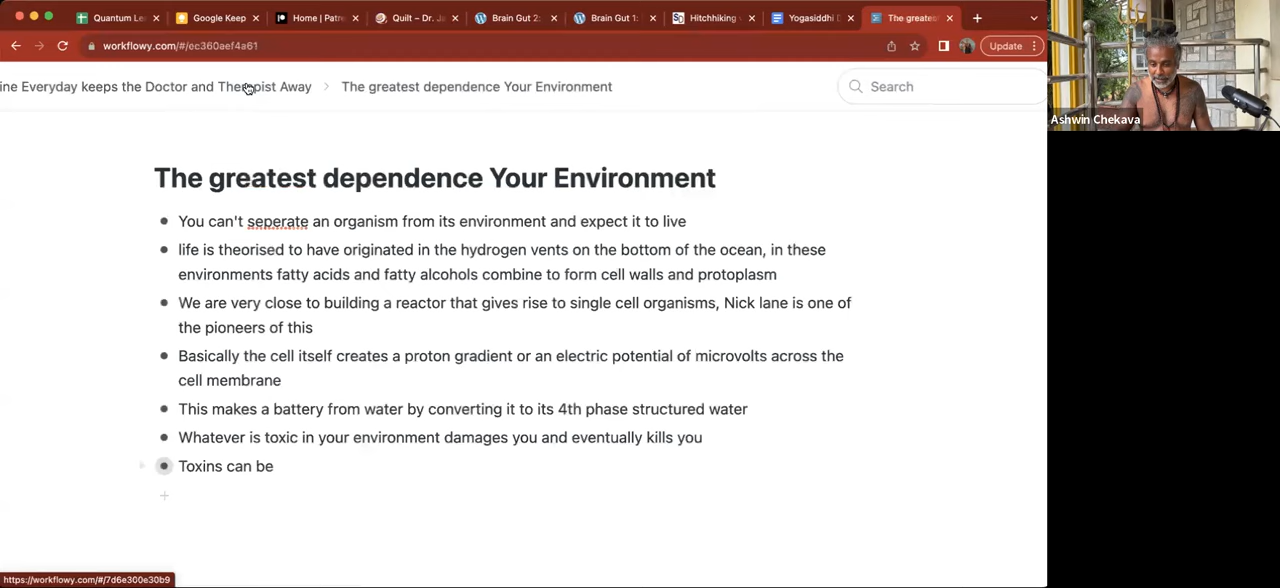 Quantum Le
Google Keep
Home | Patre
Quilt – Dr. Ja
Brain Gut 2:
Brain Gut 1:
Hitchhiking
Yogasiddhi D
The greates
workflowy.com/#/ec360aef4a61
Update
ine Everyday keeps the Doctor and Therapist Away
The greatest dependence Your Environment
Search
Ashwin Chekava
The greatest dependence Your Environment
You can't seperate an organism from its environment and expect it to live
life is theorised to have originated in the hydrogen vents on the bottom of the ocean, in these
environments fatty acids and fatty alcohols combine to form cell walls and protoplasm
We are very close to building a reactor that gives rise to single cell organisms, Nick lane is one of
the pioneers of this
Basically the cell itself creates a proton gradient or an electric potential of microvolts across the
cell membrane
This makes a battery from water by converting it to its 4th phase structured water
Whatever is toxic in your environment damages you and eventually kills you
Toxins can be
https://workflowy.com/#/7d6e300e30b9